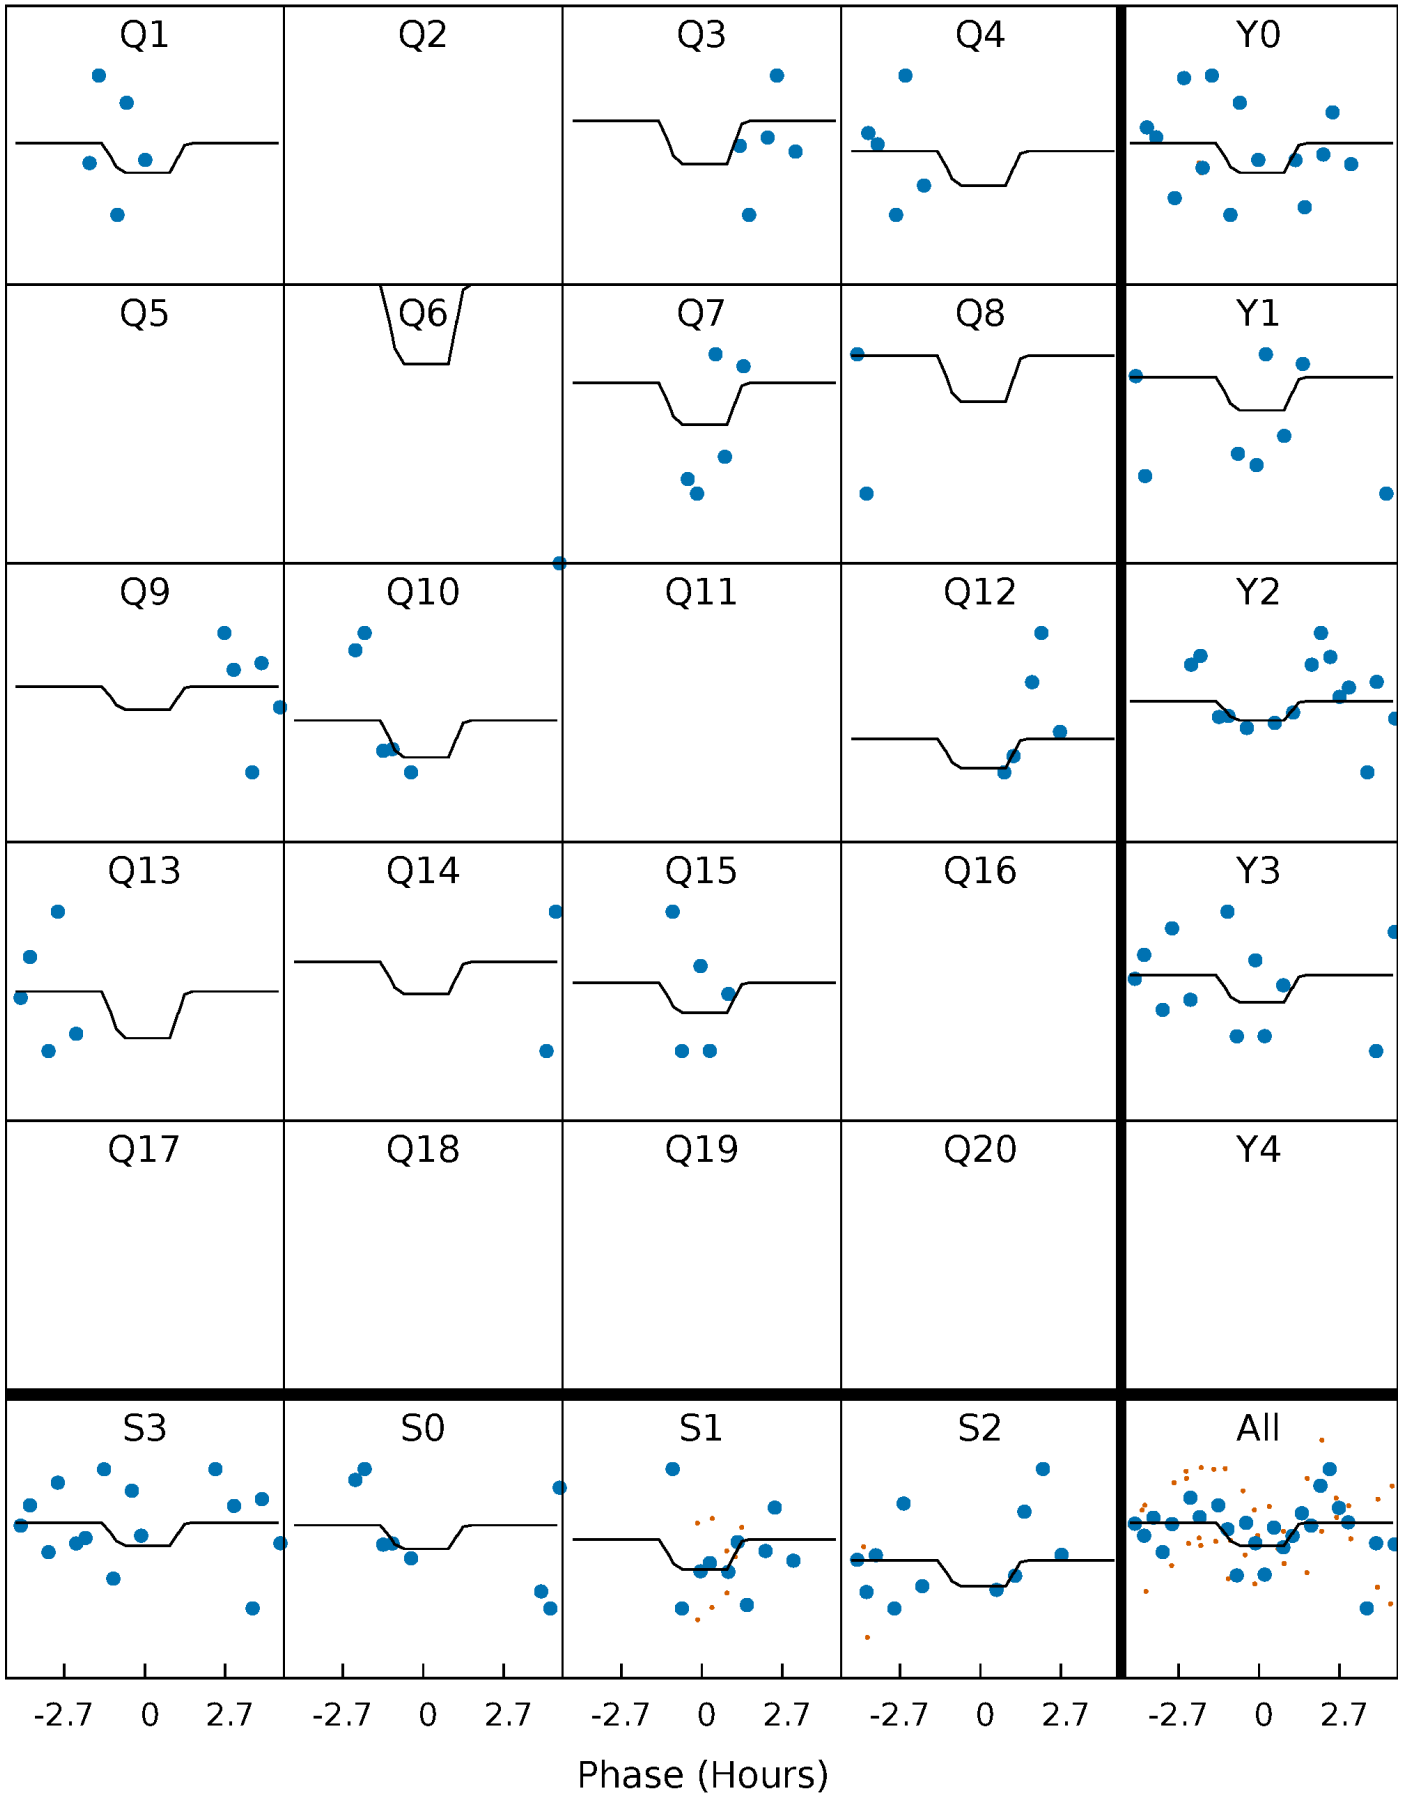 Q1 Q2 Q3 Q4 Y0
Q5 Q6 Q7 Q8 Y1
Q9 Q10 Q11 Q12 Y2
Q13 Q14 Q15 Q16 Y3
Q17 Q18 Q19 Q20 Y4
S3 S0 S1 S2 All
-2.7 0 2.7 -2.7 0 2.7 -2.7 0 2.7 -2.7 0 2.7 -2.7 0 2.7
Phase (Hours)